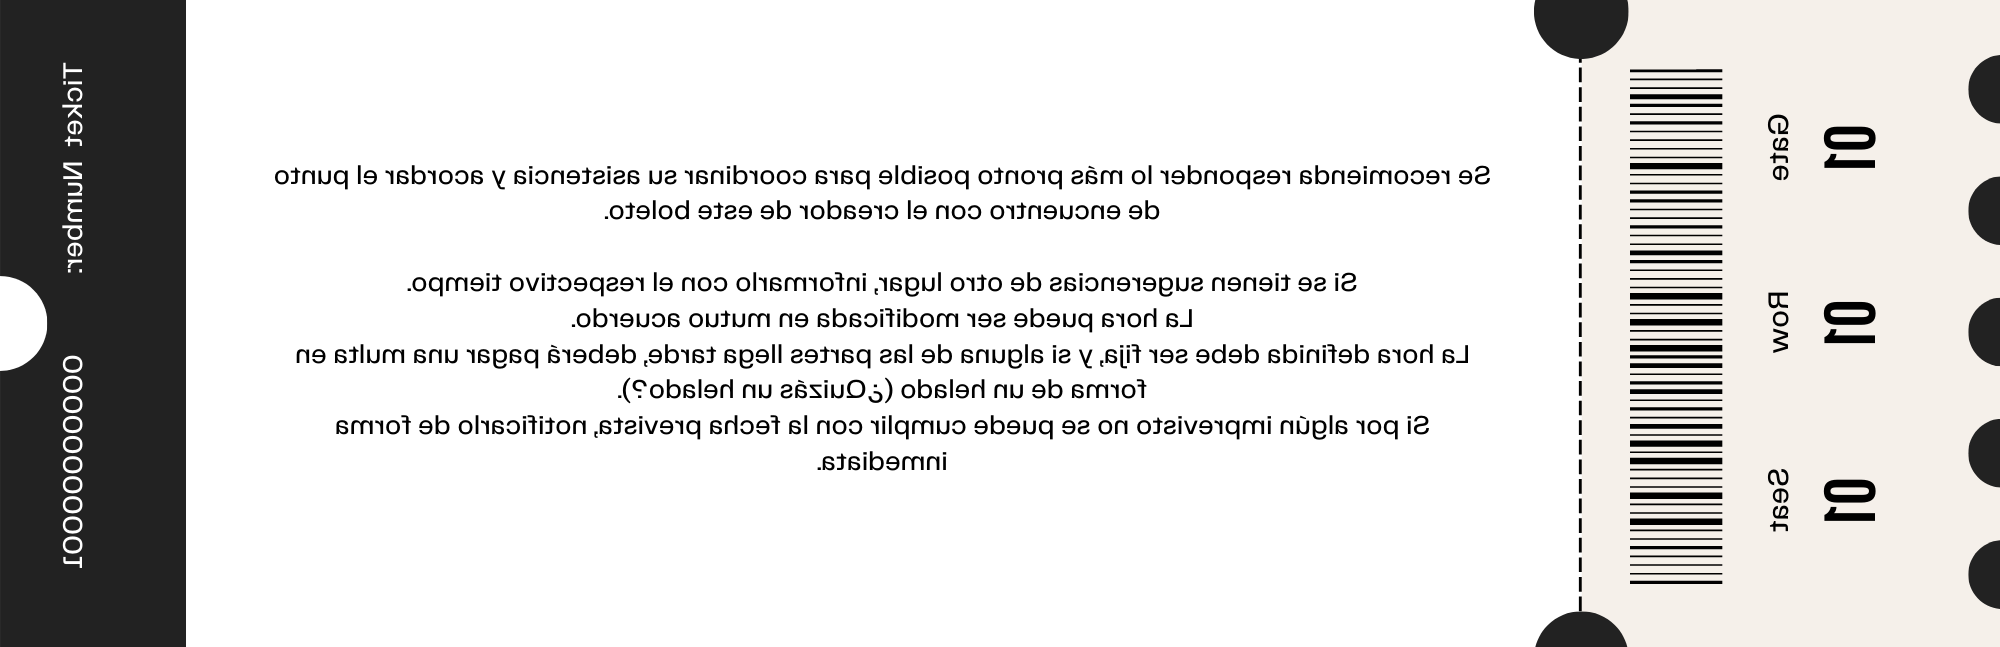 Ticket Number:
000000000001
Se recomienda responder lo más pronto posible para coordinar su asistencia y acordar el punto
de encuentro con el creador de este boleto.
Si se tienen sugerencias de otro lugar, informarlo con el respectivo tiempo.
La hora puede ser modificada en mutuo acuerdo.
La hora definida debe ser fija, y si alguna de las partes llega tarde, deberá pagar una multa en
forma de un helado (¿Quizás un helado?).
Si por algún imprevisto no se puede cumplir con la fecha prevista, notificarlo de forma
inmediata.
Gate
01
Row
01
Seat
01